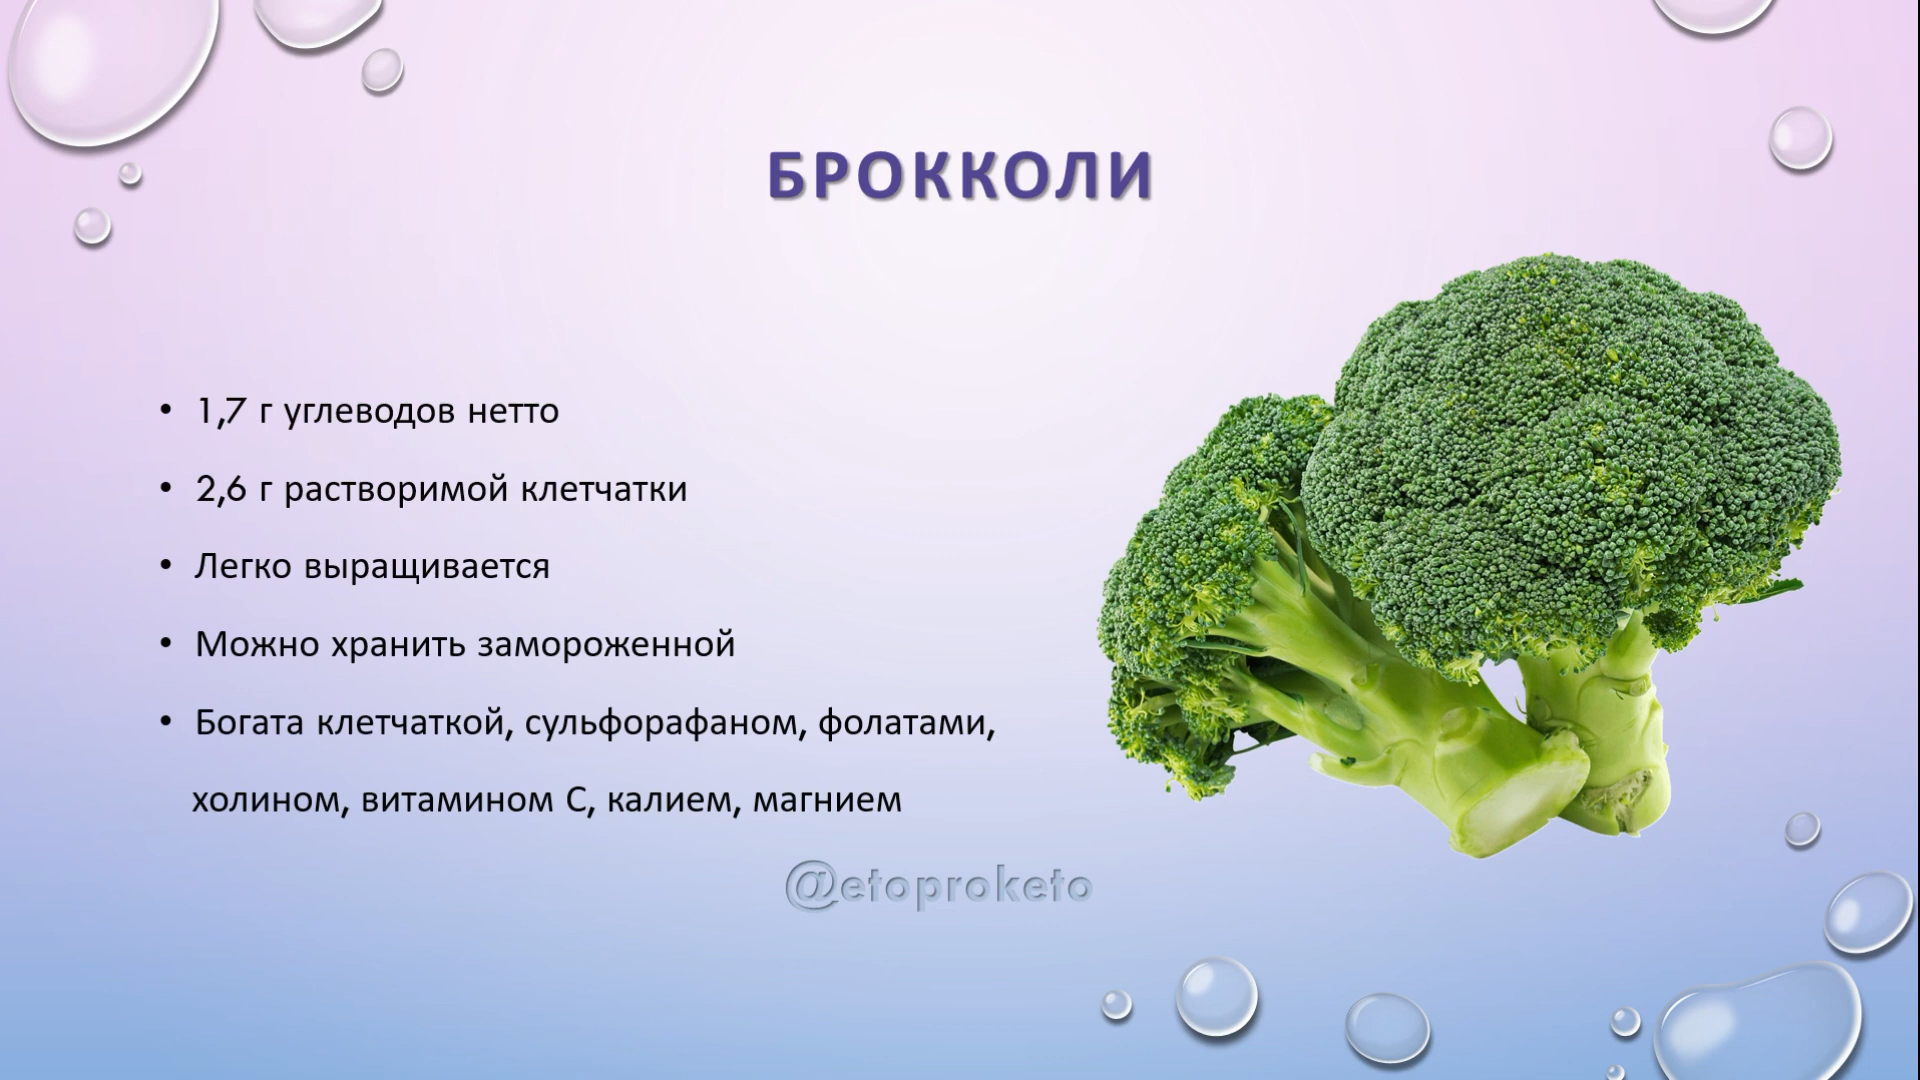 БРОККОЛИ
• 1,7 г углеводов нетто
• 2,6 г растворимой клетчатки
• Легко выращивается
• Можно хранить замороженной
• Богата клетчаткой, сульфорафаном, фолатами,
холином, витамином С, калием, магнием
@etoproketo